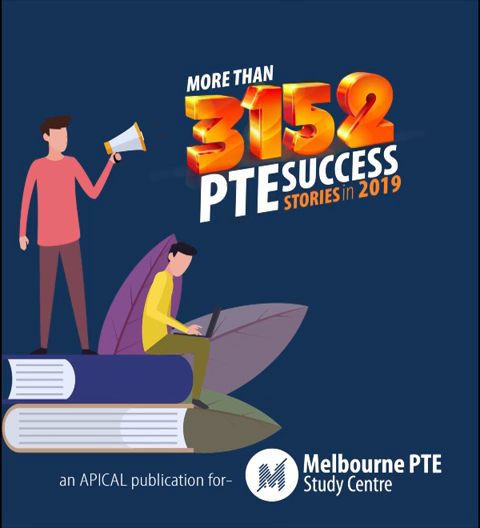 MORE THAN
3152
PTE SUCCESS
STORIES in 2019
an APICAL publication for-
Melbourne PTE
Study Centre